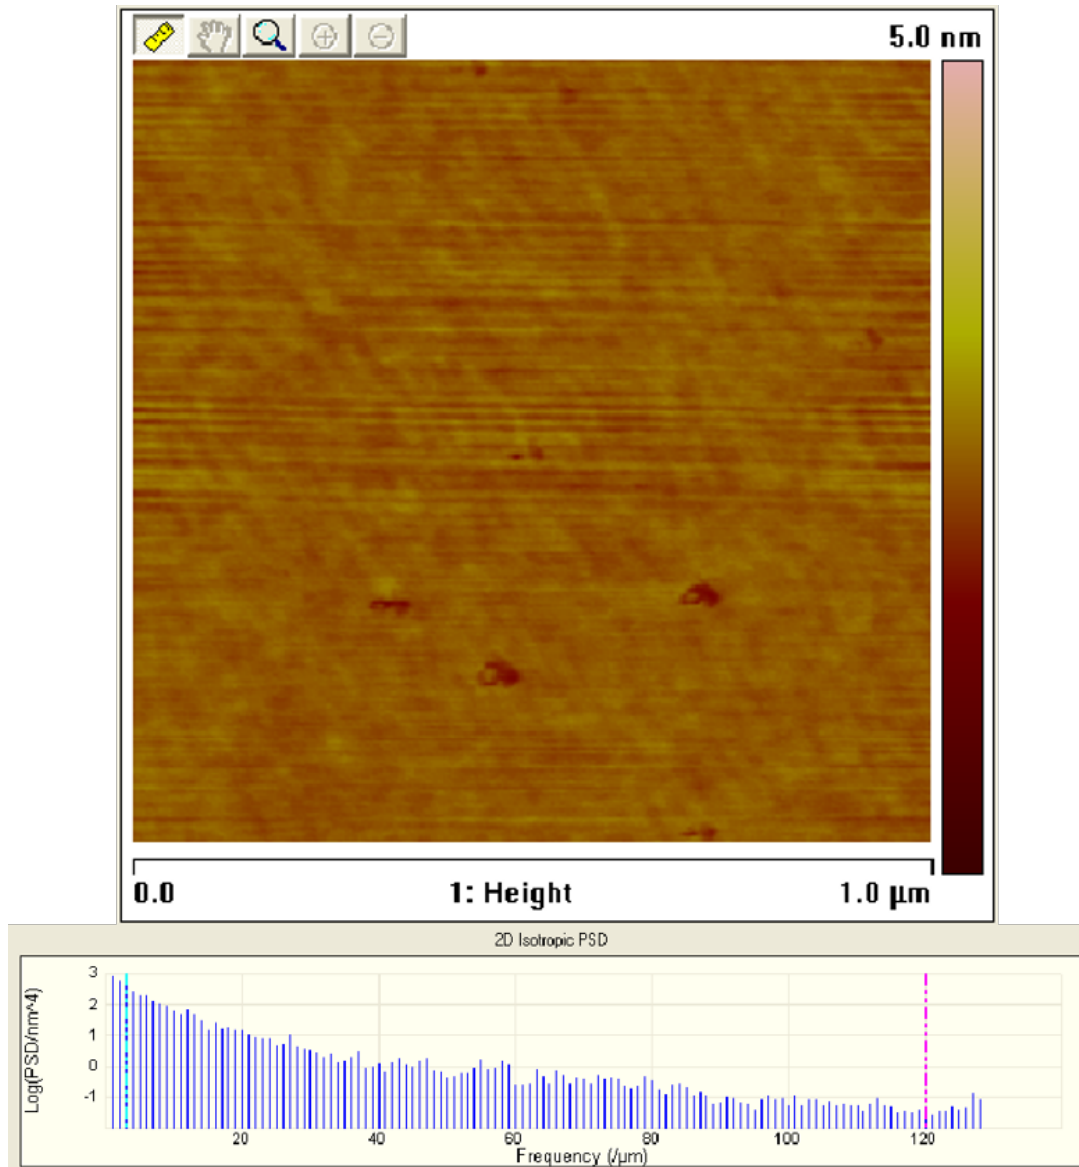 5.0 nm
0.0 1: Height 1.0 µm
2D Isotropic PSD
Log(PSD/nm^4)
3
2
1
0
-1
20 40 60 80 100 120
Frequency (/µm)